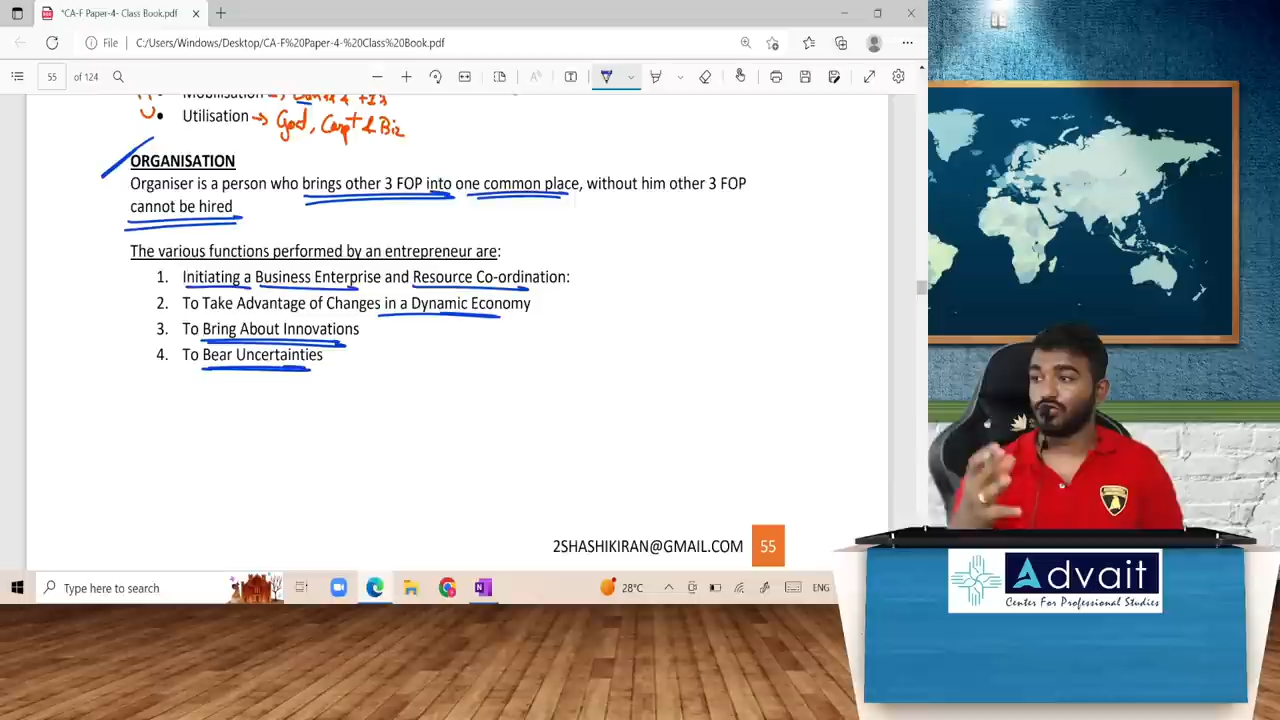 *CA-F Paper-4- Class Book.pdf
File C:/Users/Windows/Desktop/CA-F%20Paper-4-%20Class%20Book.pdf
55 of 124
Mobilisation
Utilisation → God, Corpt & Biz
ORGANISATION
Organiser is a person who brings other 3 FOP into one common place, without him other 3 FOP
cannot be hired
The various functions performed by an entrepreneur are:
1. Initiating a Business Enterprise and Resource Co-ordination:
2. To Take Advantage of Changes in a Dynamic Economy
3. To Bring About Innovations
4. To Bear Uncertainties
2SHASHIKIRAN@GMAIL.COM 55
Type here to search
28°C
ENG
Advait
Center For Professional Studies